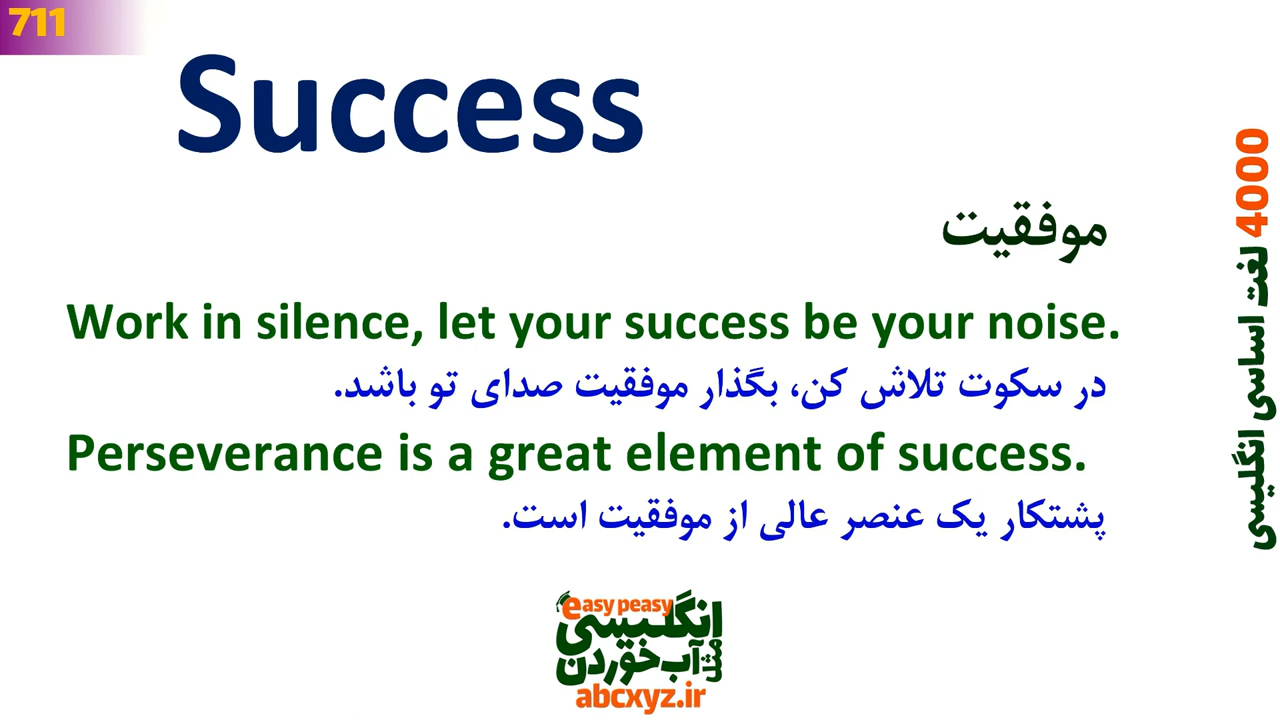 711
Success
موفقیت
Work in silence, let your success be your noise.
در سکوت تلاش کن، بگذار موفقیت صدای تو باشد.
Perseverance is a great element of success.
پشتکار یک عنصر عالی از موفقیت است.
4000 لغت اساسی انگلیسی
easy peasy
انگلیسی
مثل آب خوردن
abcxyz.ir